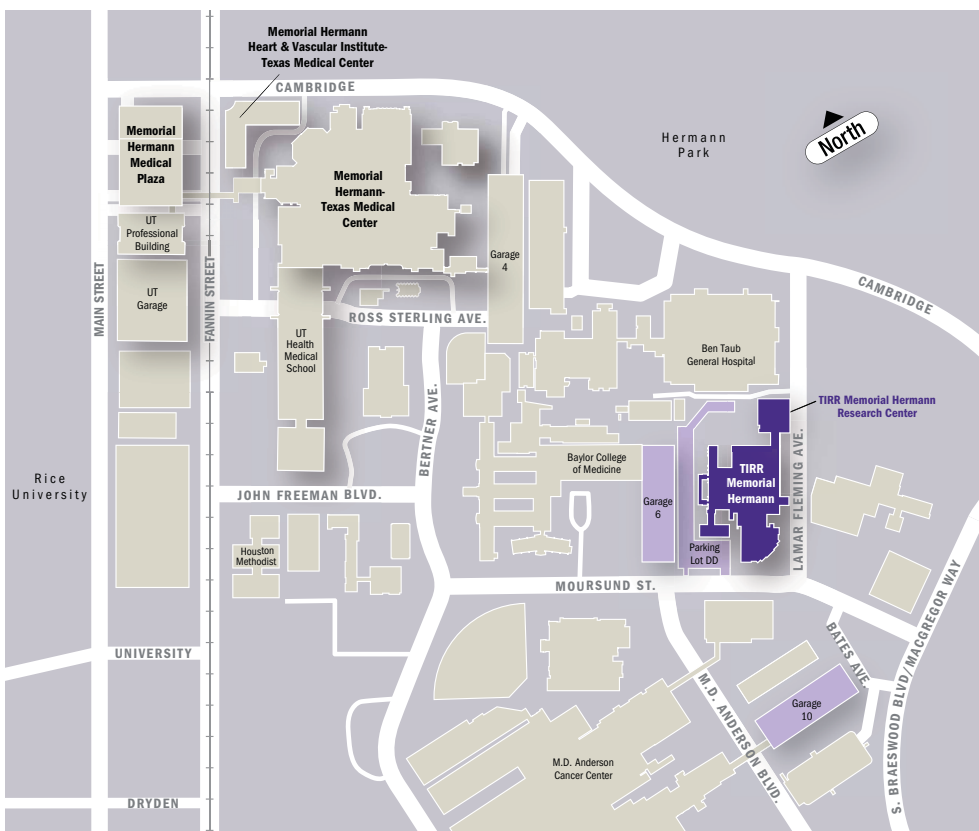 Memorial Hermann
Heart & Vascular Institute-
Texas Medical Center
CAMBRIDGE
Memorial
Hermann
Medical
Plaza
Hermann
Park
North
Memorial
Hermann-
Texas Medical
Center
UT
Professional
Building
Garage
4
UT
Garage
MAIN STREET
FANNIN STREET
CAMBRIDGE
ROSS STERLING AVE.
UT
Health
Medical
School
Ben Taub
General Hospital
TIRR Memorial Hermann
Research Center
BERTNER AVE.
LAMAR FLEMING AVE.
Rice
University
Baylor College
of Medicine
TIRR
Memorial
Hermann
Garage
6
JOHN FREEMAN BLVD.
Houston
Methodist
Parking
Lot DD
MOURSUND ST.
UNIVERSITY
BATES AVE.
S. BRAESWOOD BLVD/MACGREGOR WAY
M.D. ANDERSON BLVD.
Garage
10
M.D. Anderson
Cancer Center
DRYDEN